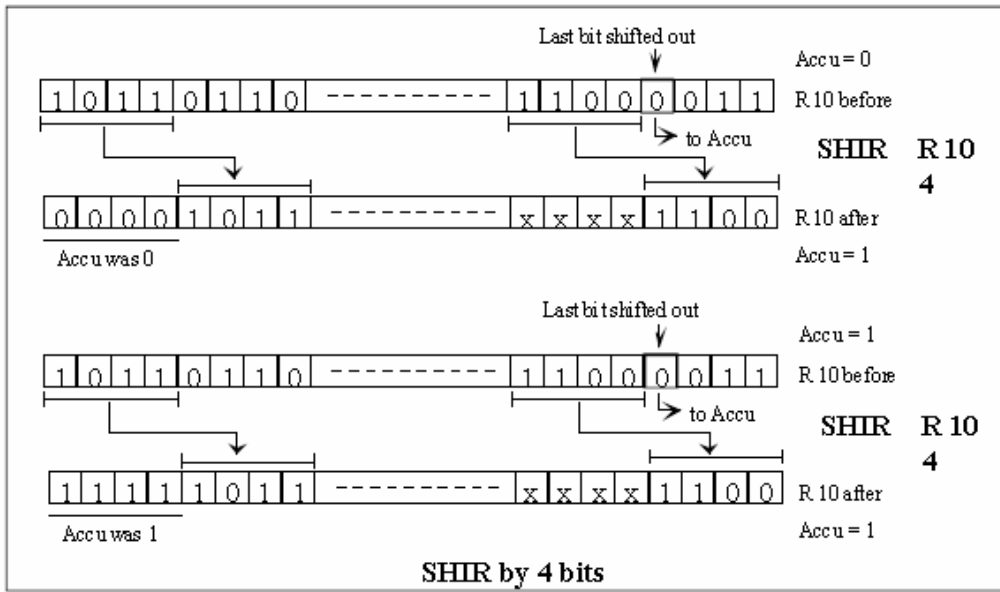 Last bit shifted out
Accu = 0
1 0 1 1 0 1 1 0 ------------ 1 1 0 0 0 0 1 1 R 10 before
to Accu
SHIR R 10
4
0 0 0 0 1 0 1 1 ------------ x x x x 1 1 0 0 R 10 after
Accu was 0
Accu = 1
Last bit shifted out
Accu = 1
1 0 1 1 0 1 1 0 ------------ 1 1 0 0 0 0 1 1 R 10 before
to Accu
SHIR R 10
4
1 1 1 1 1 0 1 1 ------------ x x x x 1 1 0 0 R 10 after
Accu was 1
Accu = 1
SHIR by 4 bits